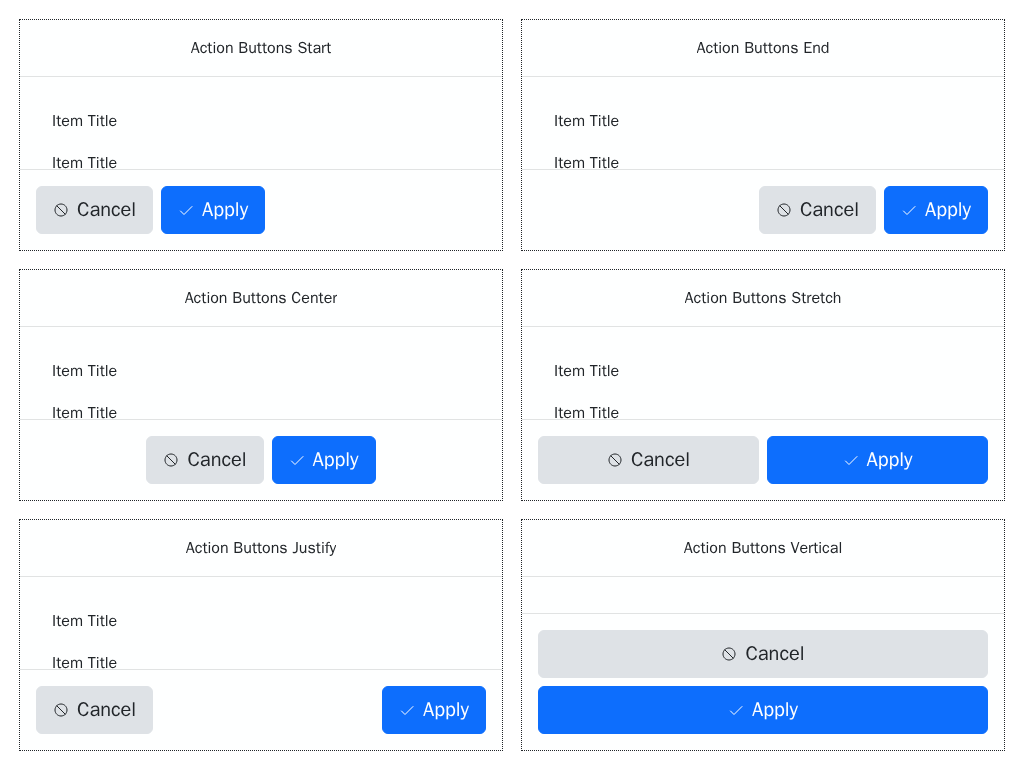 Action Buttons Start
Item Title
Item Title
Cancel Apply
Action Buttons End
Item Title
Item Title
Cancel Apply
Action Buttons Center
Item Title
Item Title
Cancel Apply
Action Buttons Stretch
Item Title
Item Title
Cancel Apply
Action Buttons Justify
Item Title
Item Title
Cancel Apply
Action Buttons Vertical
Cancel
Apply